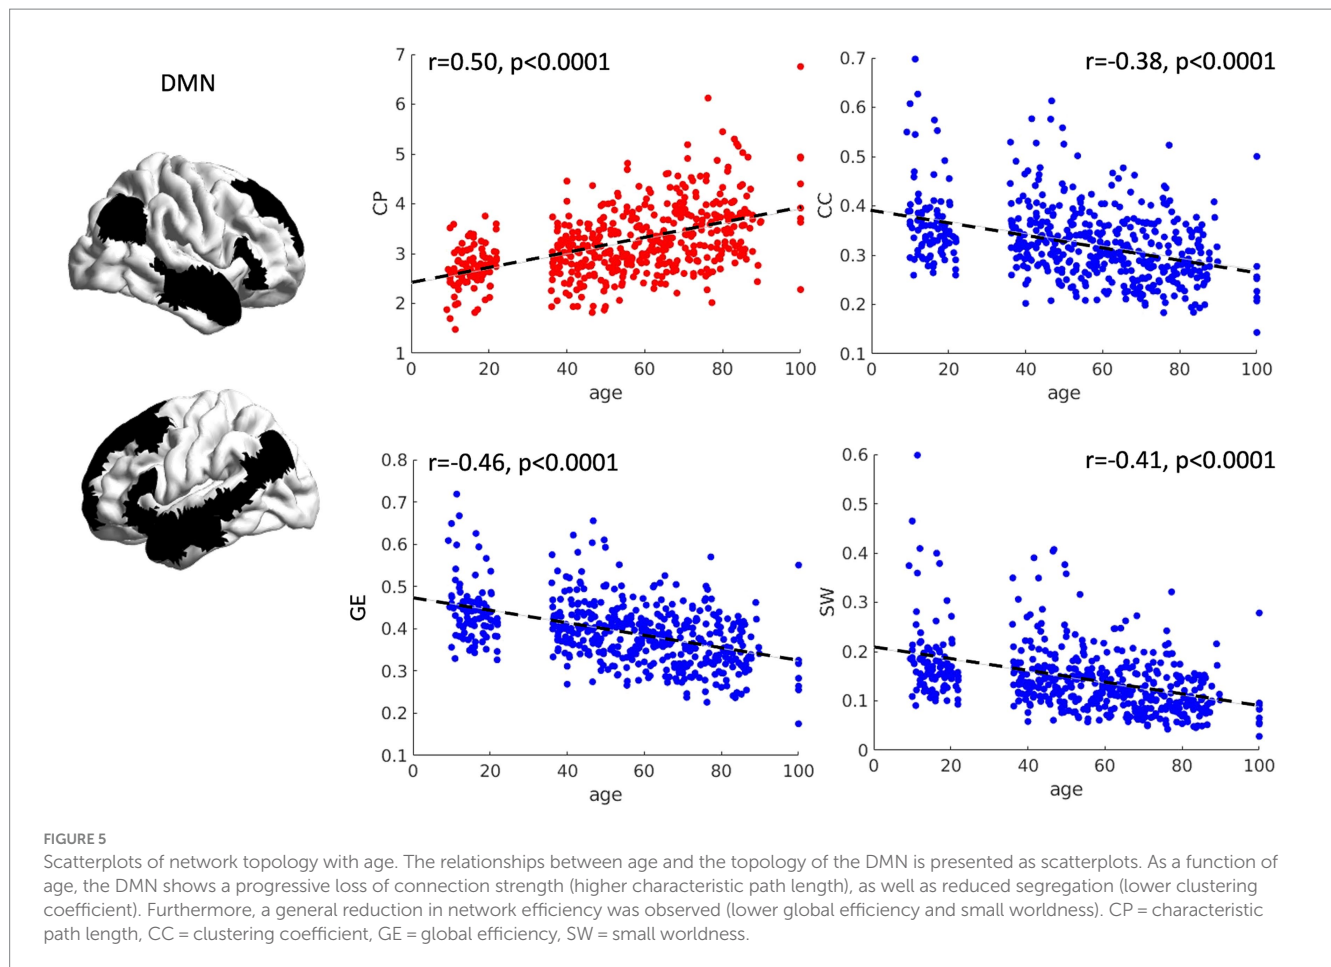 DMN
r=0.50, p<0.0001
7
6
5
4
3
2
1
CP
0 20 40 60 80 100
age
r=-0.38, p<0.0001
0.7
0.6
0.5
0.4
0.3
0.2
0.1
CC
0 20 40 60 80 100
age
r=-0.46, p<0.0001
0.8
0.7
0.6
0.5
0.4
0.3
0.2
0.1
GE
0 20 40 60 80 100
age
r=-0.41, p<0.0001
0.6
0.5
0.4
0.3
0.2
0.1
0
SW
0 20 40 60 80 100
age
FIGURE 5
Scatterplots of network topology with age. The relationships between age and the topology of the DMN is presented as scatterplots. As a function of
age, the DMN shows a progressive loss of connection strength (higher characteristic path length), as well as reduced segregation (lower clustering
coefficient). Furthermore, a general reduction in network efficiency was observed (lower global efficiency and small worldness). CP = characteristic
path length, CC = clustering coefficient, GE = global efficiency, SW = small worldness.